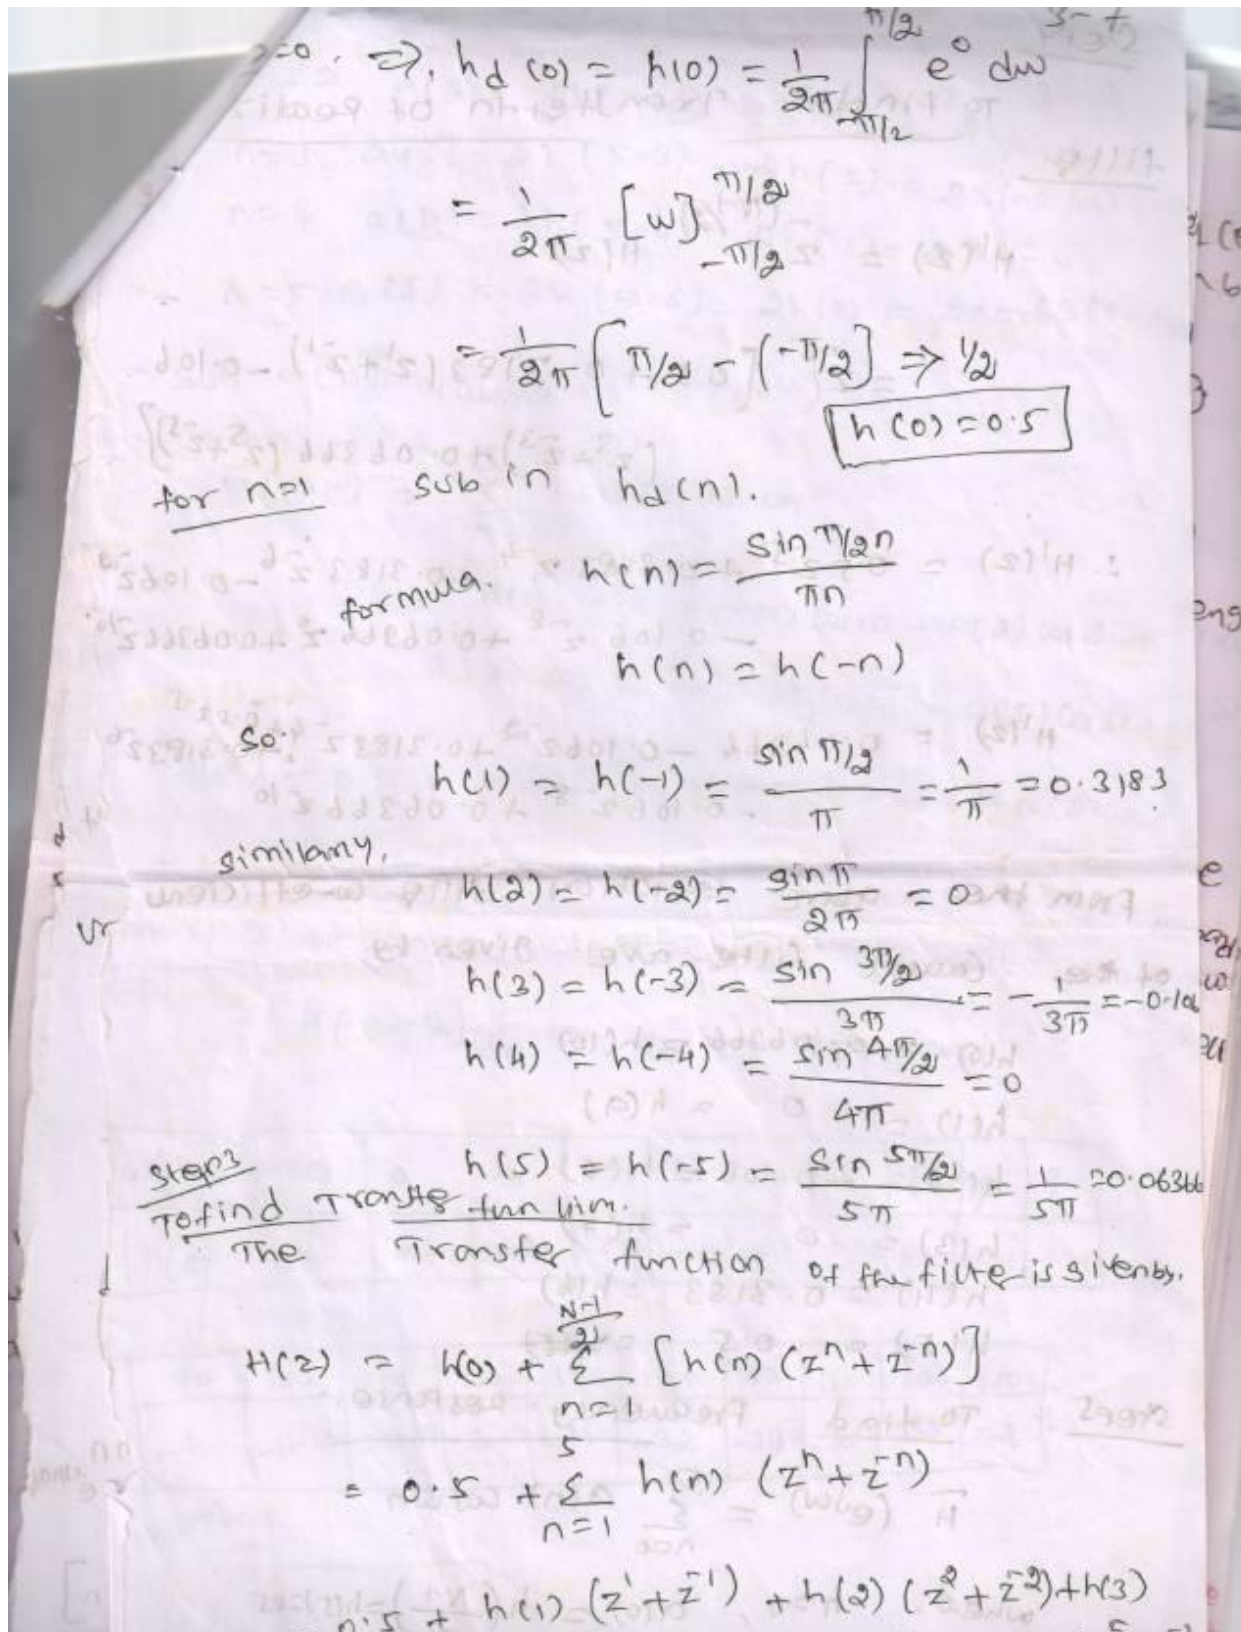 =0. ⇒. hd (0) = h(0) = 1/2π ∫_{-π/2}^{π/2} e^0 dw
= 1/2π [w]_{-π/2}^{π/2}
= 1/2π [π/2 - (-π/2] ⇒ 1/2
h(0) = 0.5
for n=1 sub in hd(n).
formula. h(n) = sin π/2 n / πn
h(n) = h(-n)
So.
h(1) = h(-1) = sin π/2 / π = 1/π = 0.3183
similarly,
h(2) = h(-2) = sin π / 2π = 0
h(3) = h(-3) = sin 3π/2 / 3π = - 1/3π = -0.106
h(4) = h(-4) = sin 4π/2 / 4π = 0
h(5) = h(-5) = sin 5π/2 / 5π = 1/5π = 0.06366
Step3
To find Transfer function.
The Transfer function of the filter is given by.
H(z) = h(0) + Σ_{n=1}^{N-1/2} [h(n) (z^n + z^-n)]
= 0.5 + Σ_{n=1}^{5} h(n) (z^n + z^-n)
0.5 + h(1) (z^1 + z^-1) + h(2) (z^2 + z^-2) + h(3)